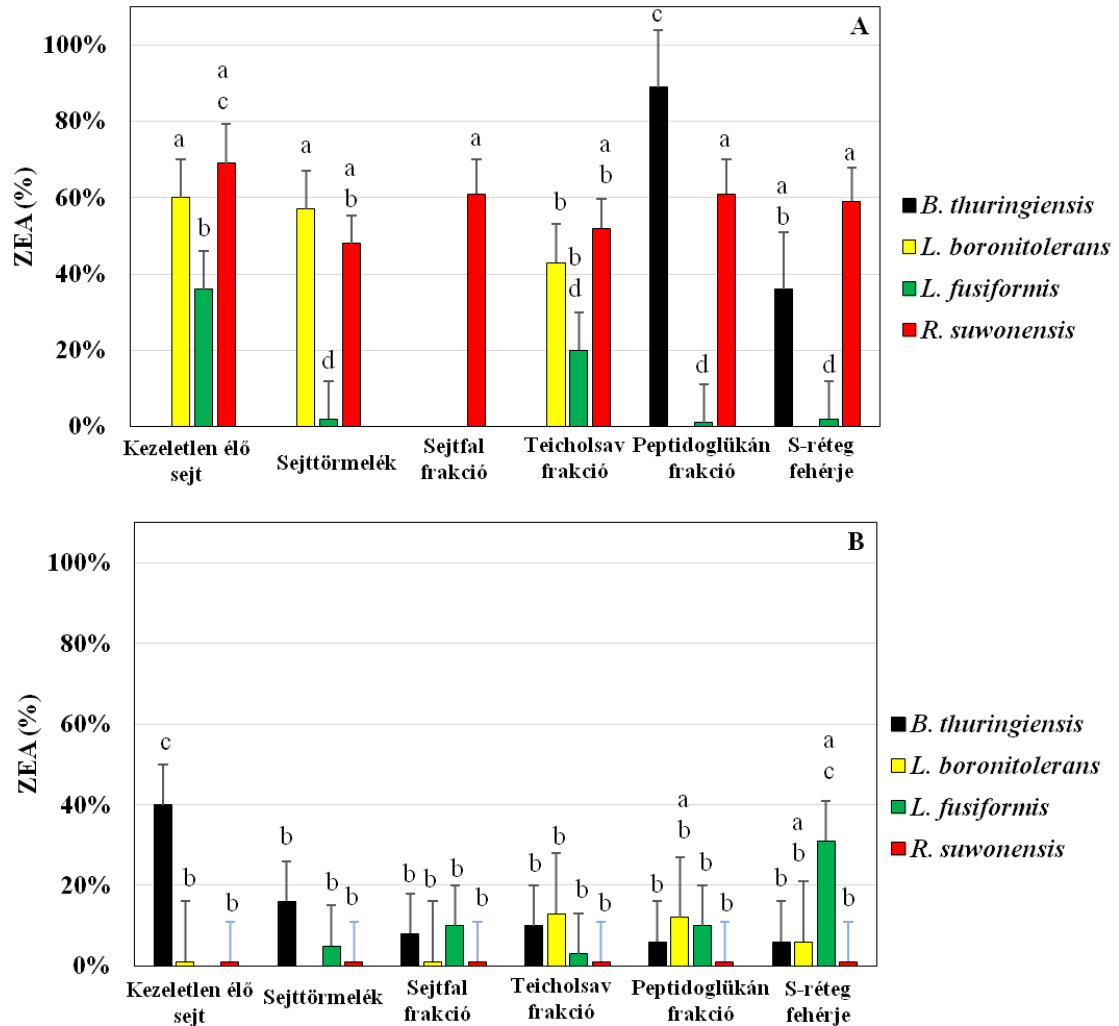 A
c
100%
a
c
80%
a
a
a
b
a
a
b
a
a
b
60%
b
b
d
40%
20%
d
d
d
0%
ZEA (%)
Kezeletlen élő
sejt
Sejttörmelék
Sejtfal
frakció
Teicholsav
frakció
Peptidoglükán
frakció
S-réteg
fehérje
B. thuringiensis
L. boronitolerans
L. fusiformis
R. suwonensis
B
100%
80%
60%
c
a
c
40%
b
b
b
b
b
b
b
b
b
b
b
b
b
b
a
b
b
b
b
a
b
b
20%
0%
ZEA (%)
Kezeletlen élő
sejt
Sejttörmelék
Sejtfal
frakció
Teicholsav
frakció
Peptidoglükán
frakció
S-réteg
fehérje
B. thuringiensis
L. boronitolerans
L. fusiformis
R. suwonensis